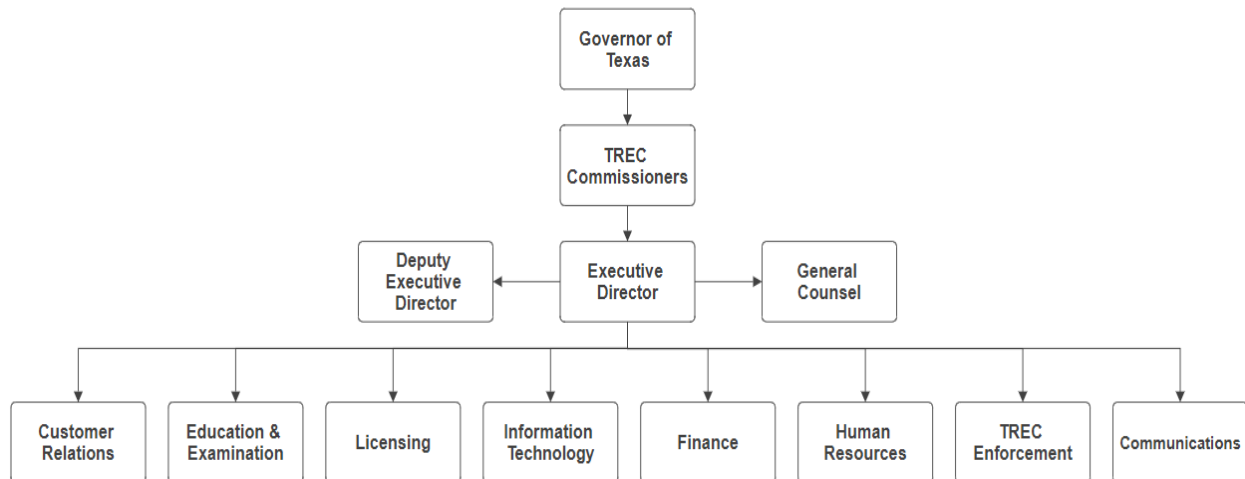 Governor of
Texas
TREC
Commissioners
Deputy
Executive
Director
Executive
Director
General
Counsel
Customer
Relations
Education &
Examination
Licensing
Information
Technology
Finance
Human
Resources
TREC
Enforcement
Communications